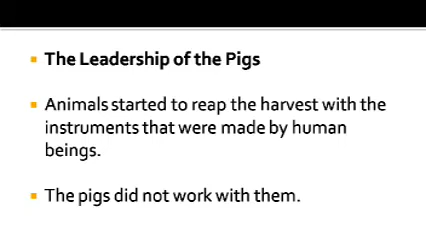 The Leadership of the Pigs
Animals started to reap the harvest with the
instruments that were made by human
beings.
The pigs did not work with them.